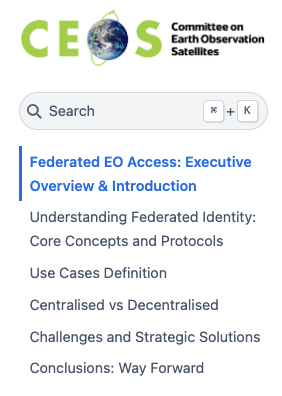 CEOS
Committee on
Earth Observation
Satellites
Search ⌘ + K
Federated EO Access: Executive
Overview & Introduction
Understanding Federated Identity:
Core Concepts and Protocols
Use Cases Definition
Centralised vs Decentralised
Challenges and Strategic Solutions
Conclusions: Way Forward